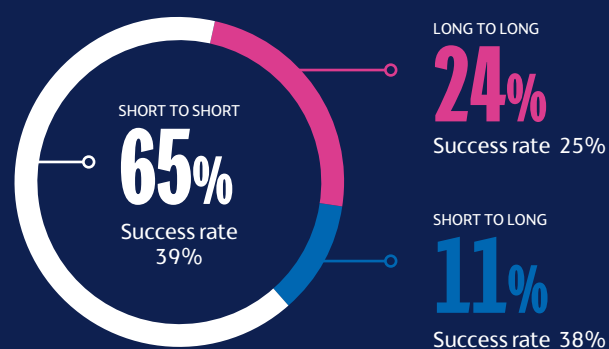 SHORT TO SHORT
65%
Success rate
39%
LONG TO LONG
24%
Success rate 25%
SHORT TO LONG
11%
Success rate 38%